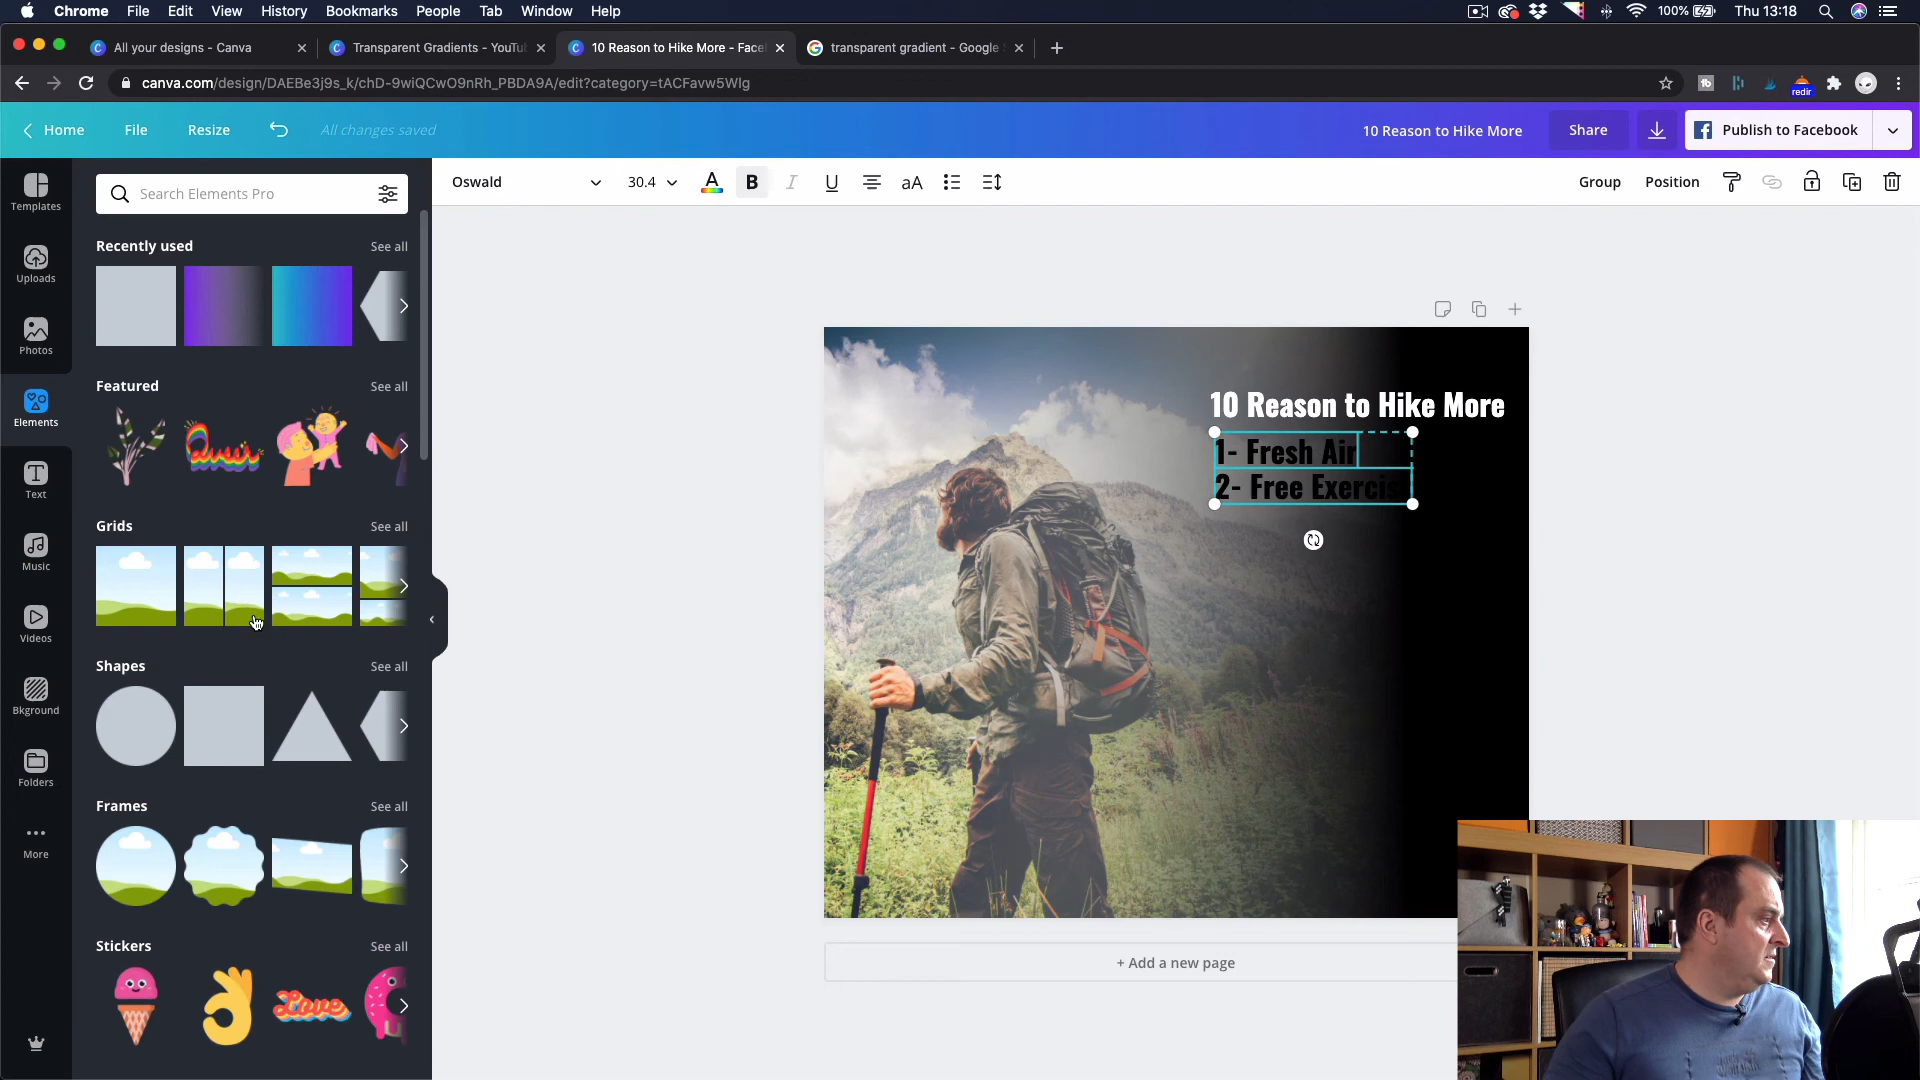 Chrome File Edit View History Bookmarks People Tab Window Help
100% Thu 13:18
All your designs - Canva
Transparent Gradients - YouTu
10 Reason to Hike More - Face
transparent gradient - Google
canva.com/design/DAEBe3j9s_k/chD-9wiQCwO9nRh_PBDA9A/edit?category=tACFavw5WIg
redir
Home File Resize All changes saved
10 Reason to Hike More Share Publish to Facebook
Oswald 30.4 A B I U aA
Group Position
Templates
Uploads
Photos
Elements
Text
Music
Videos
Bkground
Folders
More
Search Elements Pro
Recently used See all
Featured See all
Grids See all
Shapes See all
Frames See all
Stickers See all
Love
10 Reason to Hike More
1- Fresh Air
2- Free Exercis
+ Add a new page